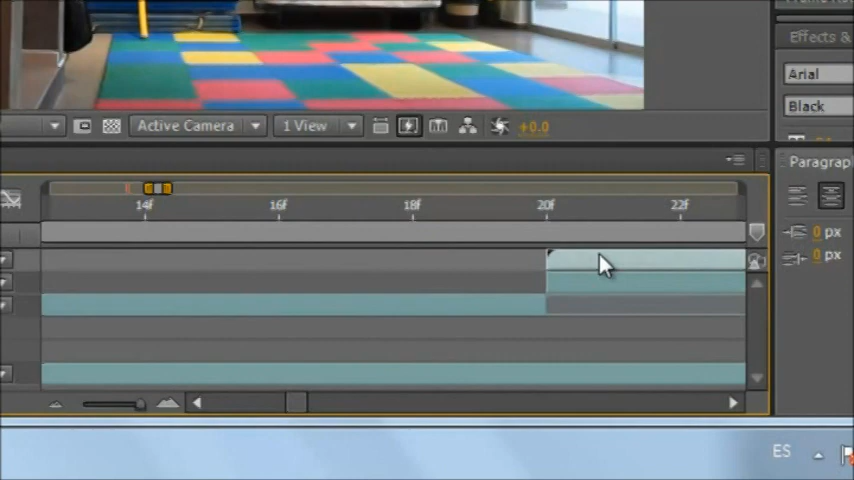 Effects &
Arial
Black
Active Camera
1 View
+0.0
Paragrap
14f
16f
18f
20f
22f
0 px
0 px
ES